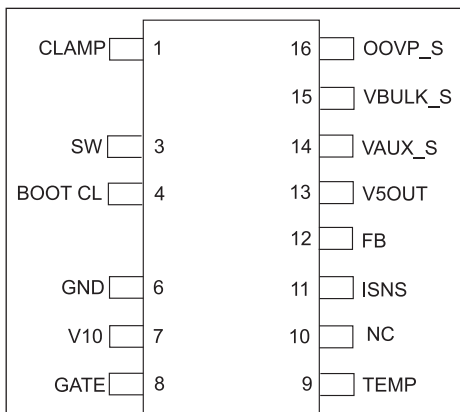 CLAMP 1 16 OOVP_S
15 VBULK_S
SW 3 14 VAUX_S
BOOT CL 4 13 V5OUT
12 FB
GND 6 11 ISNS
V10 7 10 NC
GATE 8 9 TEMP